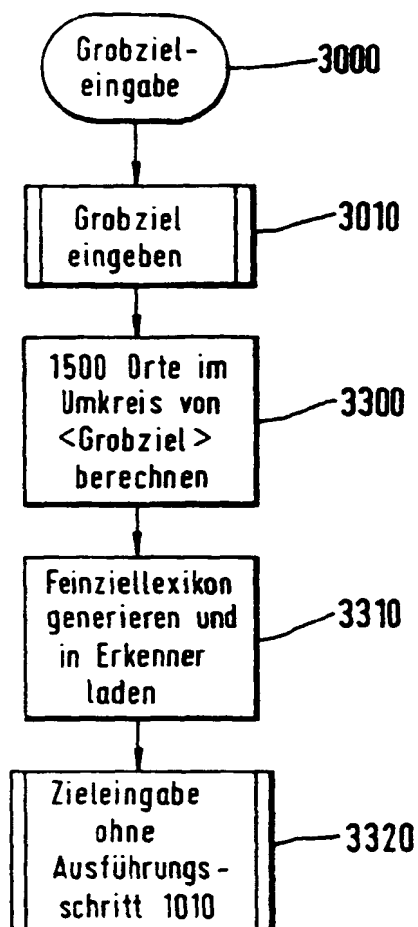 Grobziel-
eingabe
3000
Grobziel
eingeben
3010
1500 Orte im
Umkreis von
<Grobziel>
berechnen
3300
Feinziellexikon
generieren und
in Erkenner
laden
3310
Zieleingabe
ohne
Ausführungs-
schritt 1010
3320